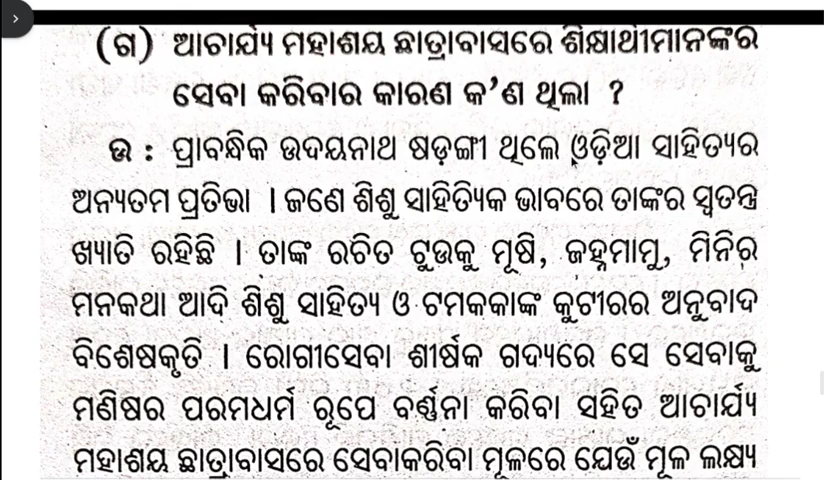 (ଗ) ଆଚାର୍ଯ୍ୟ ମହାଶୟ ଛାତ୍ରାବାସରେ ଶିକ୍ଷାଥୀମାନଙ୍କର
ସେବା କରିବାର କାରଣ କ'ଣ ଥିଲା ?
ଉ : ପ୍ରାବନ୍ଧିକ ଉଦୟନାଥ ଷଡ଼ଙ୍ଗୀ ଥିଲେ ଓଡ଼ିଆ ସାହିତ୍ୟର
ଅନ୍ୟତମ ପ୍ରତିଭା । ଜଣେ ଶିଶୁ ସାହିତ୍ୟିକ ଭାବରେ ତାଙ୍କର ସ୍ୱତନ୍ତ୍ର
ଖ୍ୟାତି ରହିଛି । ତାଙ୍କ ରଚିତ ଟୁଉକୁ ମୂଷି, ଜହ୍ନମାମୁ, ମିନିର୍
ମନକଥା ଆଦି ଶିଶୁ ସାହିତ୍ୟ ଓ ଟମକକାଙ୍କ କୁଟୀରର ଅନୁବାଦ
ବିଶେଷକୃତି । ରୋଗୀସେବା ଶୀର୍ଷକ ଗଦ୍ୟରେ ସେ ସେବାକୁ
ମଣିଷର ପରମଧର୍ମ ରୂପେ ବର୍ଣ୍ଣନା କରିବା ସହିତ ଆଚାର୍ଯ୍ୟ
ମହାଶୟ ଛାତ୍ରାବାସରେ ସେବାକରିବା ମୂଳରେ ଯେଉଁ ମୂଳ ଲକ୍ଷ୍ୟ